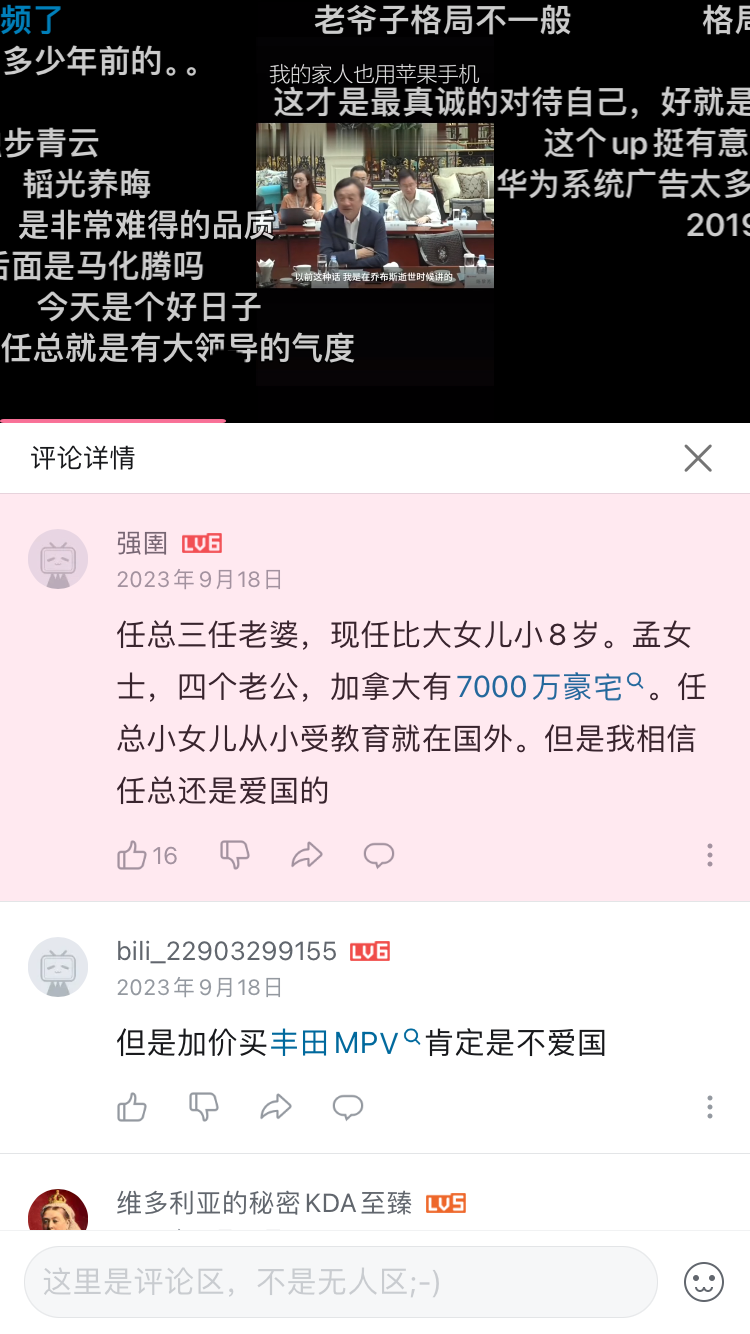 频了
老爷子格局不一般
格局
多少年前的。。
我的家人也用苹果手机
这才是最真诚的对待自己，好就是
步青云
这个up挺有意
韬光养晦
华为系统广告太多
是非常难得的品质
2019
后面是马化腾吗
以前这种话 我是在乔布斯逝世时候讲的
今天是个好日子
任总就是有大领导的气度
评论详情
强圉 LV6
2023年9月18日
任总三任老婆，现任比大女儿小8岁。孟女
士，四个老公，加拿大有7000万豪宅。任
总小女儿从小受教育就在国外。但是我相信
任总还是爱国的
16
bili_22903299155 LV6
2023年9月18日
但是加价买丰田MPV肯定是不爱国
维多利亚的秘密KDA至臻 LV5
这里是评论区，不是无人区;-)